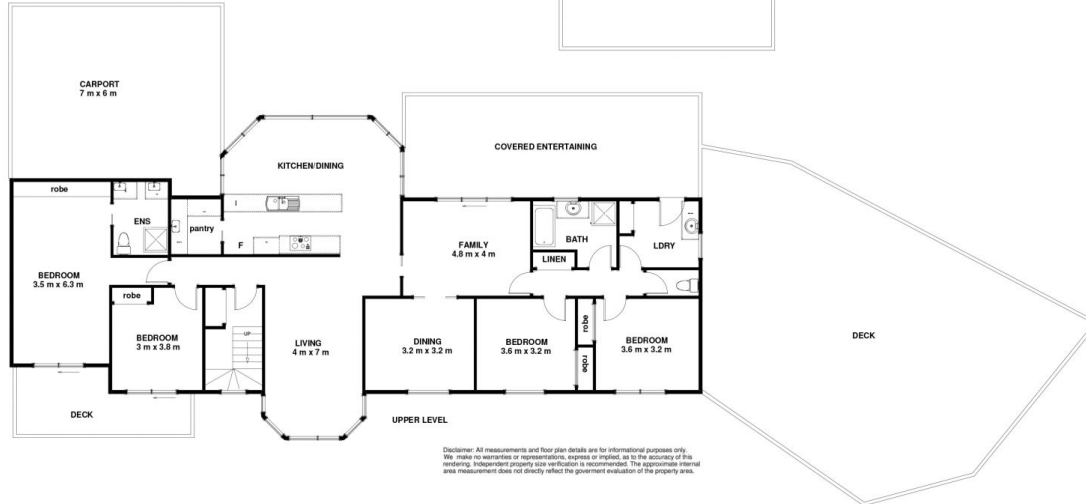 CARPORT
7 m x 6 m
COVERED ENTERTAINING
KITCHEN/DINING
robe
ENS
pantry
I
F
FAMILY
4.8 m x 4 m
BATH
LINEN
LDRY
BEDROOM
3.5 m x 6.3 m
robe
BEDROOM
3 m x 3.8 m
UP
LIVING
4 m x 7 m
DINING
3.2 m x 3.2 m
BEDROOM
3.6 m x 3.2 m
robe
robe
BEDROOM
3.6 m x 3.2 m
DECK
DECK
UPPER LEVEL
Disclaimer: All measurements and floor plan details are for informational purposes only.
We make no warranties or representations, express or implied, as to the accuracy of this
rendering. Independent property size verification is recommended. The approximate internal
area measurement does not directly reflect the goverment evaluation of the property area.